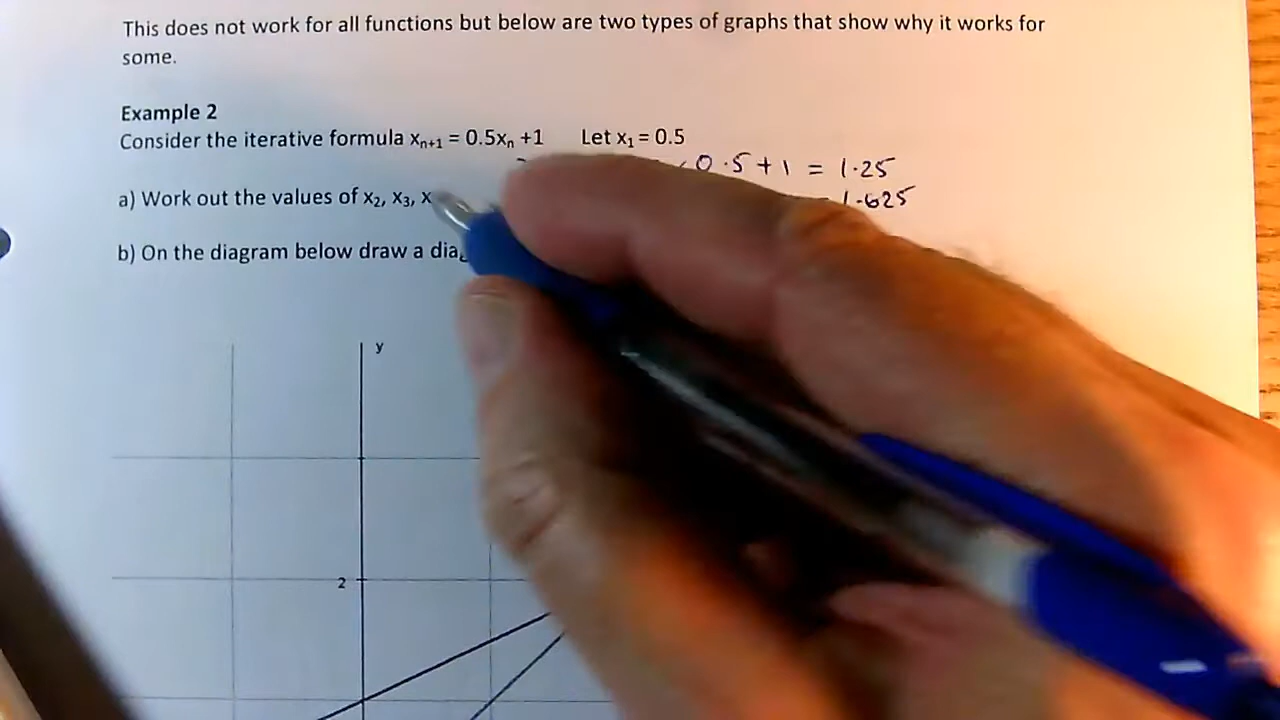 This does not work for all functions but below are two types of graphs that show why it works for
some.
Example 2
Consider the iterative formula xₙ₊₁ = 0.5xₙ +1 Let x₁ = 0.5
0.5+1 = 1.25
a) Work out the values of x₂, x₃, x
= 1.625
b) On the diagram below draw a
y
2